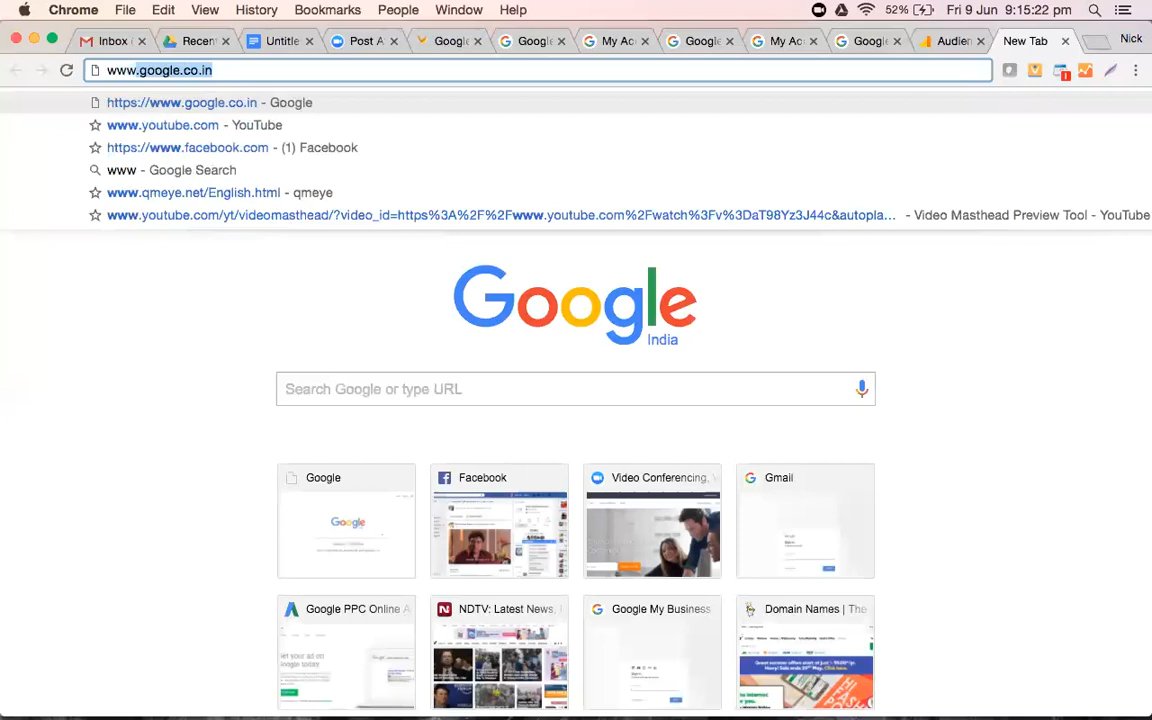 Chrome File Edit View History Bookmarks People Window Help 52% Fri 9 Jun 9:15:22 pm
Inbox ( Recent Untitle Post A Google Google My Ac Google My Ac Google Audien New Tab Nick
www.google.co.in
https://www.google.co.in - Google
www.youtube.com - YouTube
https://www.facebook.com - (1) Facebook
www - Google Search
www.qmeye.net/English.html - qmeye
www.youtube.com/yt/videomasthead/?video_id=https%3A%2F%2Fwww.youtube.com%2Fwatch%3Fv%3DaT98Yz3J44c&autopla... - Video Masthead Preview Tool - YouTube
Google
India
Search Google or type URL
Google Facebook Video Conferencing, Gmail
Google
Google PPC Online A NDTV: Latest News, Google My Business Domain Names | The